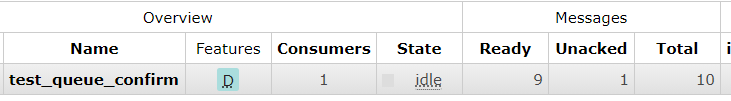 Overview Messages
Name Features Consumers State Ready Unacked Total i
test_queue_confirm D 1 idle 9 1 10